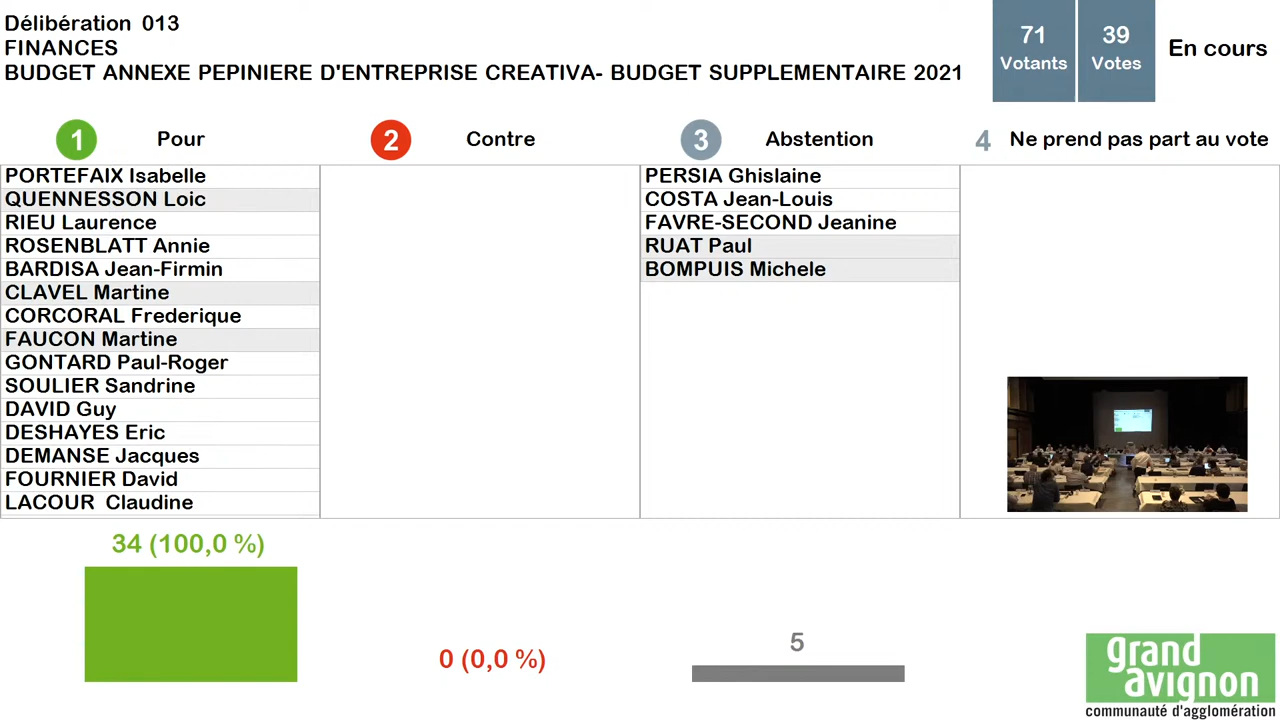 Délibération 013
FINANCES
BUDGET ANNEXE PEPINIERE D'ENTREPRISE CREATIVA- BUDGET SUPPLEMENTAIRE 2021
71
Votants
39
Votes
En cours
1 Pour
2 Contre
3 Abstention
4 Ne prend pas part au vote
PORTEFAIX Isabelle
QUENNESSON Loic
RIEU Laurence
ROSENBLATT Annie
BARDISA Jean-Firmin
CLAVEL Martine
CORCORAL Frederique
FAUCON Martine
GONTARD Paul-Roger
SOULIER Sandrine
DAVID Guy
DESHAYES Eric
DEMANSE Jacques
FOURNIER David
LACOUR Claudine
PERSIA Ghislaine
COSTA Jean-Louis
FAVRE-SECOND Jeanine
RUAT Paul
BOMPUIS Michele
34 (100,0 %)
0 (0,0 %)
5
grand
avignon
communauté d'agglomération